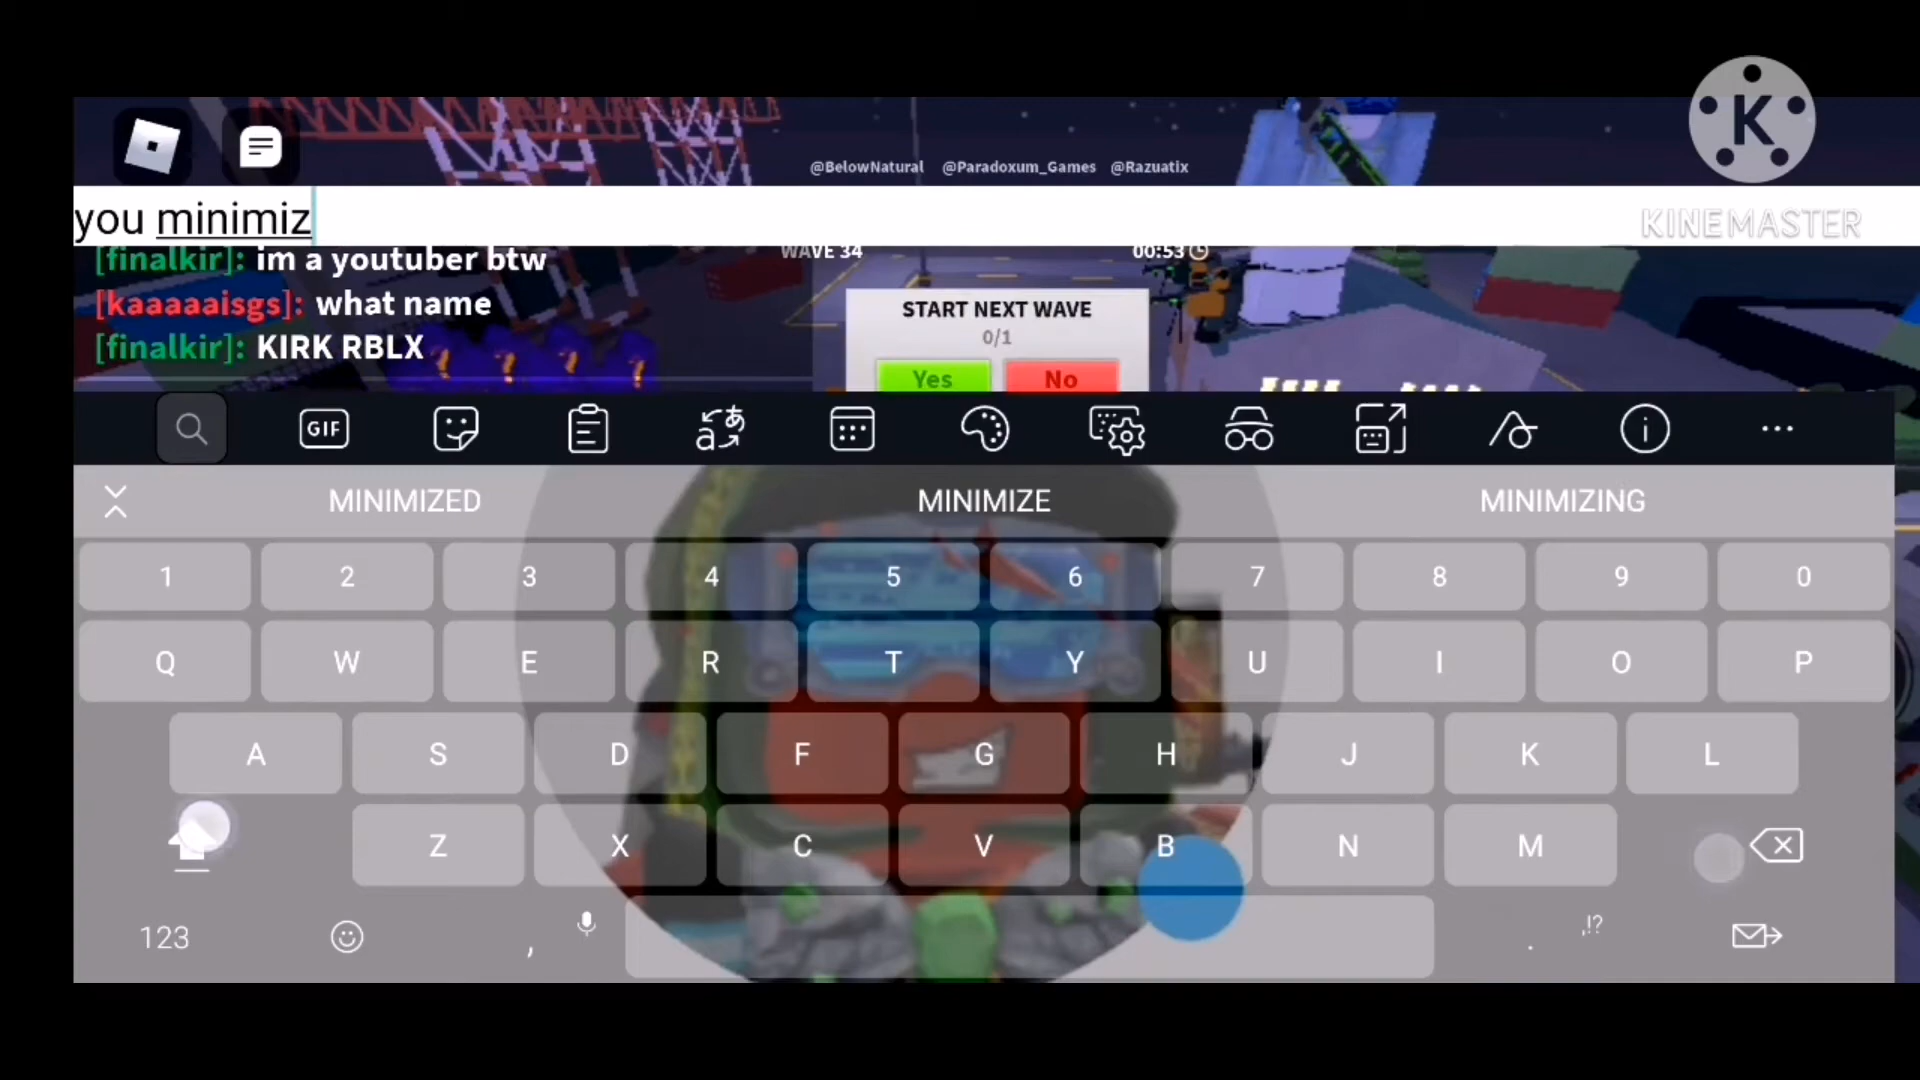 K
@BelowNatural @Paradoxum_Games @Razuatix
you minimiz
KINEMASTER
[finalkir]: im a youtuber btw
WAVE 34
00:53
[kaaaaaisgs]: what name
START NEXT WAVE
0/1
[finalkir]: KIRK RBLX
Yes No
GIF
aあ
MINIMIZED MINIMIZE MINIMIZING
1 2 3 4 5 6 7 8 9 0
Q W E R T Y U I O P
A S D F G H J K L
Z X C V B N M
123 , . ,!?